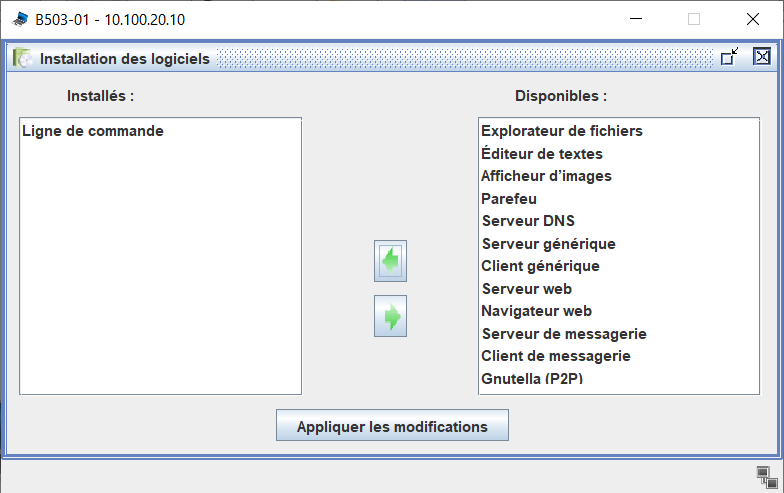 B503-01 - 10.100.20.10
Installation des logiciels
Installés :
Disponibles :
Ligne de commande
Explorateur de fichiers
Éditeur de textes
Afficheur d'images
Parefeu
Serveur DNS
Serveur générique
Client générique
Serveur web
Navigateur web
Serveur de messagerie
Client de messagerie
Gnutella (P2P)
Appliquer les modifications